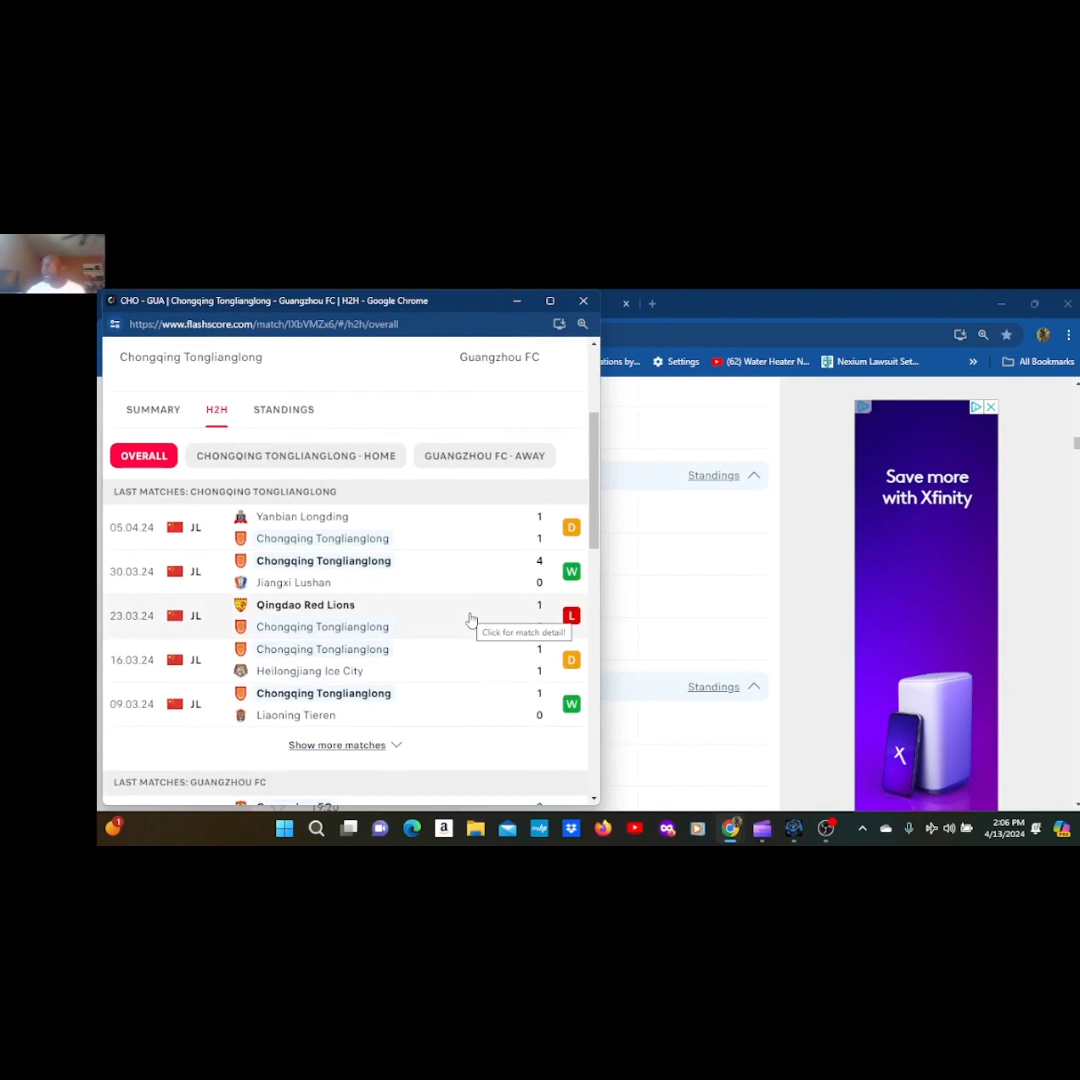 CHO - GUA | Chongqing Tonglianglong - Guangzhou FC | H2H - Google Chrome
https://www.flashscore.com/match/lXbVMZx6/#/h2h/overall
ations by...
Settings
(62) Water Heater N...
Nexium Lawsuit Set...
»
All Bookmarks
Chongqing Tonglianglong
Guangzhou FC
SUMMARY
H2H
STANDINGS
OVERALL
CHONGQING TONGLIANGLONG - HOME
GUANGZHOU FC - AWAY
LAST MATCHES: CHONGQING TONGLIANGLONG
05.04.24 JL Yanbian Longding 1
Chongqing Tonglianglong 1 D
30.03.24 JL Chongqing Tonglianglong 4
Jiangxi Lushan 0 W
23.03.24 JL Qingdao Red Lions 1
Chongqing Tonglianglong L
Click for match detail!
16.03.24 JL Chongqing Tonglianglong 1
Heilongjiang Ice City 1 D
09.03.24 JL Chongqing Tonglianglong 1
Liaoning Tieren 0 W
Show more matches
LAST MATCHES: GUANGZHOU FC
Standings
Standings
Save more
with Xfinity
X
a
1
2:06 PM
4/13/2024